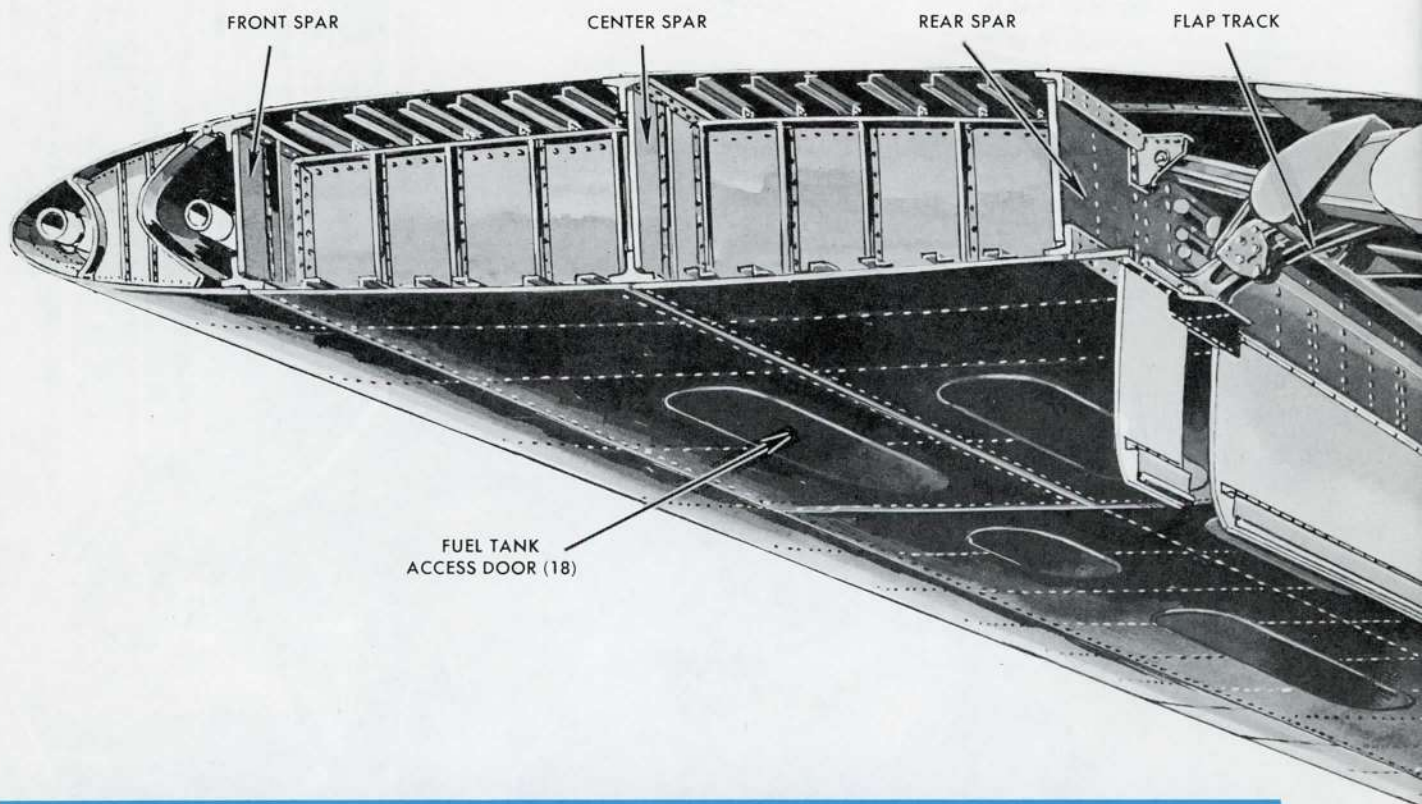 FRONT SPAR
CENTER SPAR
REAR SPAR
FLAP TRACK
FUEL TANK
ACCESS DOOR (18)